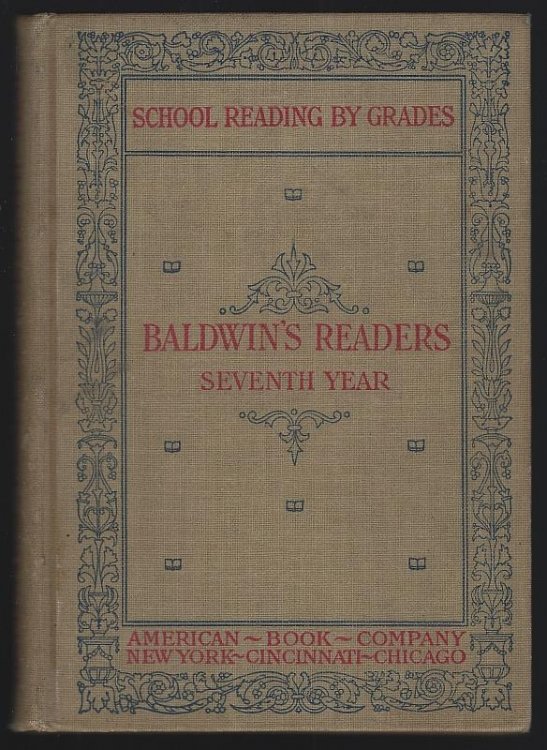 SCHOOL READING BY GRADES
BALDWIN'S READERS
SEVENTH YEAR
AMERICAN~BOOK~COMPANY
NEW YORK~CINCINNATI~CHICAGO